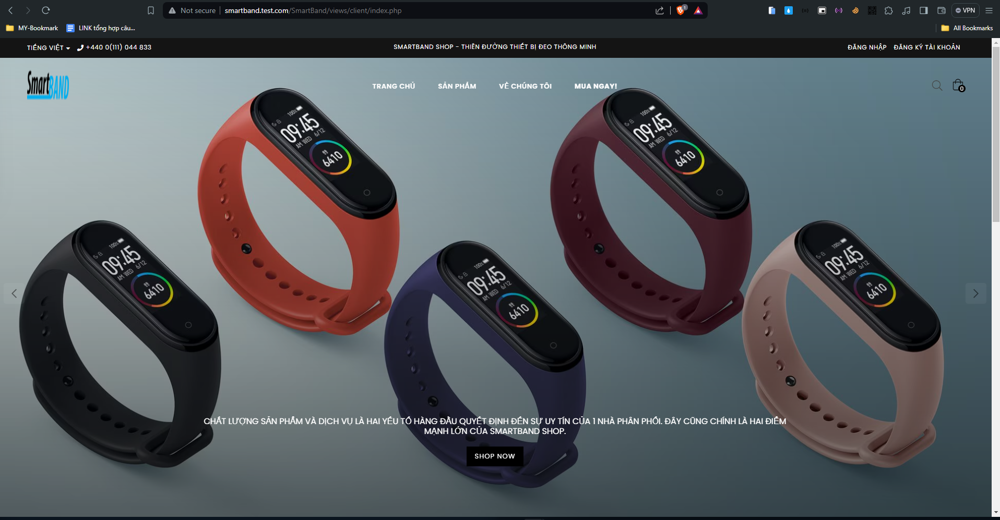 Not secure
smartband.test.com/SmartBand/views/client/index.php
1
VPN
MY-Bookmark
LINK tổng hợp câu...
All Bookmarks
TIẾNG VIỆT
+440 0(111) 044 833
SMARTBAND SHOP - THIÊN ĐƯỜNG THIẾT BỊ ĐEO THÔNG MINH
ĐĂNG NHẬP
ĐĂNG KÝ TÀI KHOẢN
SmartBAND
TRANG CHỦ
SẢN PHẨM
VỀ CHÚNG TÔI
MUA NGAY!
0
100%
09:45
AM WED 6/12
6410
100%
09:45
AM WED 6/12
6410
100%
09:45
AM WED 6/12
6410
100%
09:45
AM WED 6/12
6410
100%
09:45
AM WED 6/12
6410
CHẤT LƯỢNG SẢN PHẨM VÀ DỊCH VỤ LÀ HAI YẾU TỐ HÀNG ĐẦU QUYẾT ĐỊNH ĐẾN SỰ UY TÍN CỦA 1 NHÀ PHÂN PHỐI. ĐÂY CŨNG CHÍNH LÀ HAI ĐIỂM
MẠNH LỚN CỦA SMARTBAND SHOP.
SHOP NOW